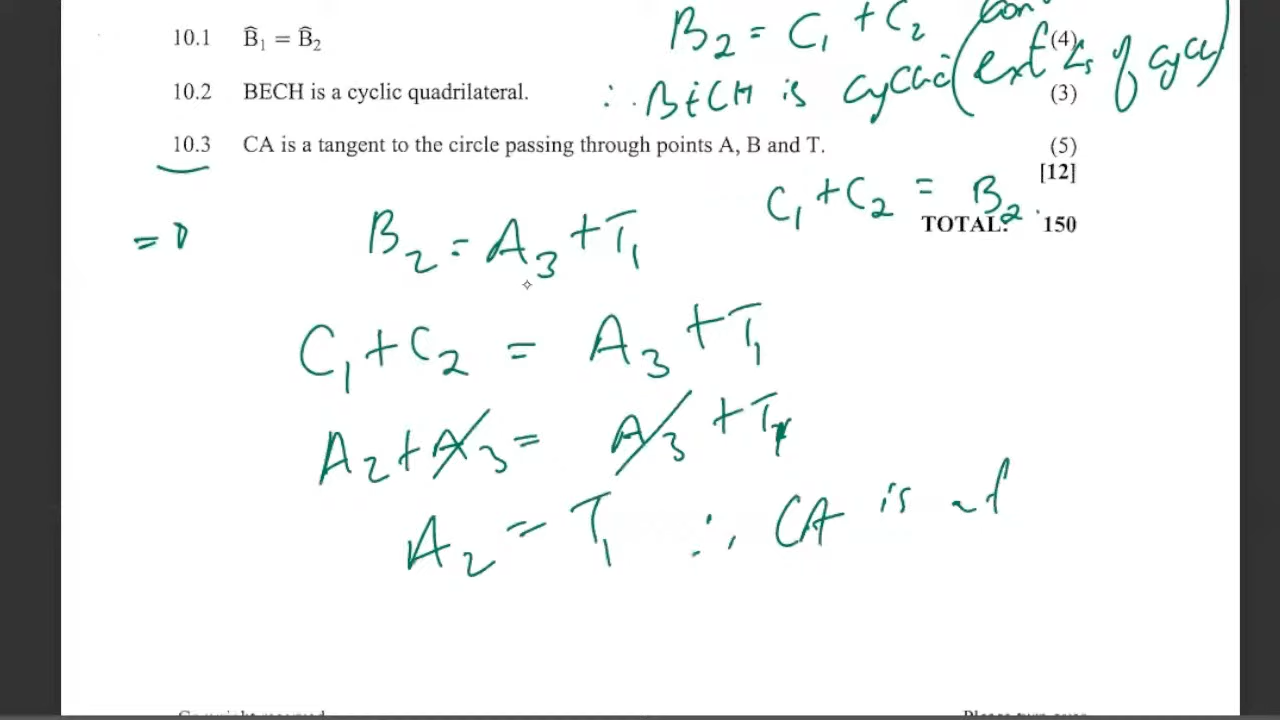 10.1 B̂₁ = B̂₂ (4)
B₂ = C₁ + C₂
10.2 BECH is a cyclic quadrilateral. (3)
∴ BECH is cyclic (ext ∠s of cyc
10.3 CA is a tangent to the circle passing through points A, B and T. (5)
[12]
C₁ + C₂ = B₂.
TOTAL: 150
B₂ = A₃ + T₁
C₁ + C₂ = A₃ + T₁
A₂ + A₃ = A₃ + T₁
A₂ = T₁ ∴ CA is